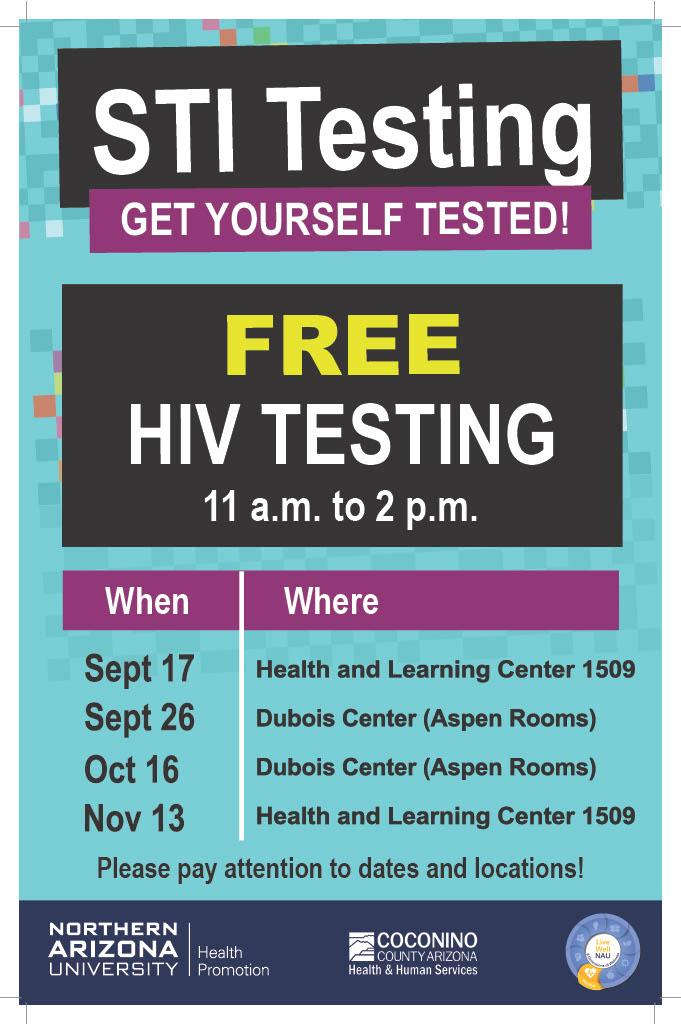 STI Testing
GET YOURSELF TESTED!
FREE
HIV TESTING
11 a.m. to 2 p.m.
When Where
Sept 17 Health and Learning Center 1509
Sept 26 Dubois Center (Aspen Rooms)
Oct 16 Dubois Center (Aspen Rooms)
Nov 13 Health and Learning Center 1509
Please pay attention to dates and locations!
NORTHERN
ARIZONA
UNIVERSITY
Health
Promotion
COCONINO
COUNTY ARIZONA
Health & Human Services
Live
Well
NAU